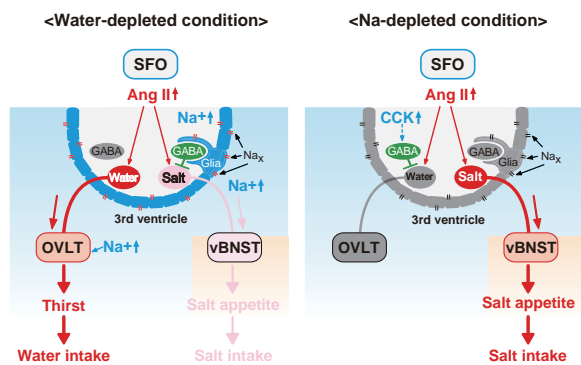 <Water-depleted condition>
SFO
Ang II↑
Na+↑
GABA
GABA
Glia
Water
Salt
Nax
Na+↑
3rd ventricle
OVLT
Na+↑
vBNST
Thirst
Salt appetite
Water intake
Salt intake
<Na-depleted condition>
SFO
Ang II↑
CCK↑
GABA
GABA
Glia
Water
Salt
Nax
3rd ventricle
OVLT
vBNST
Salt appetite
Salt intake